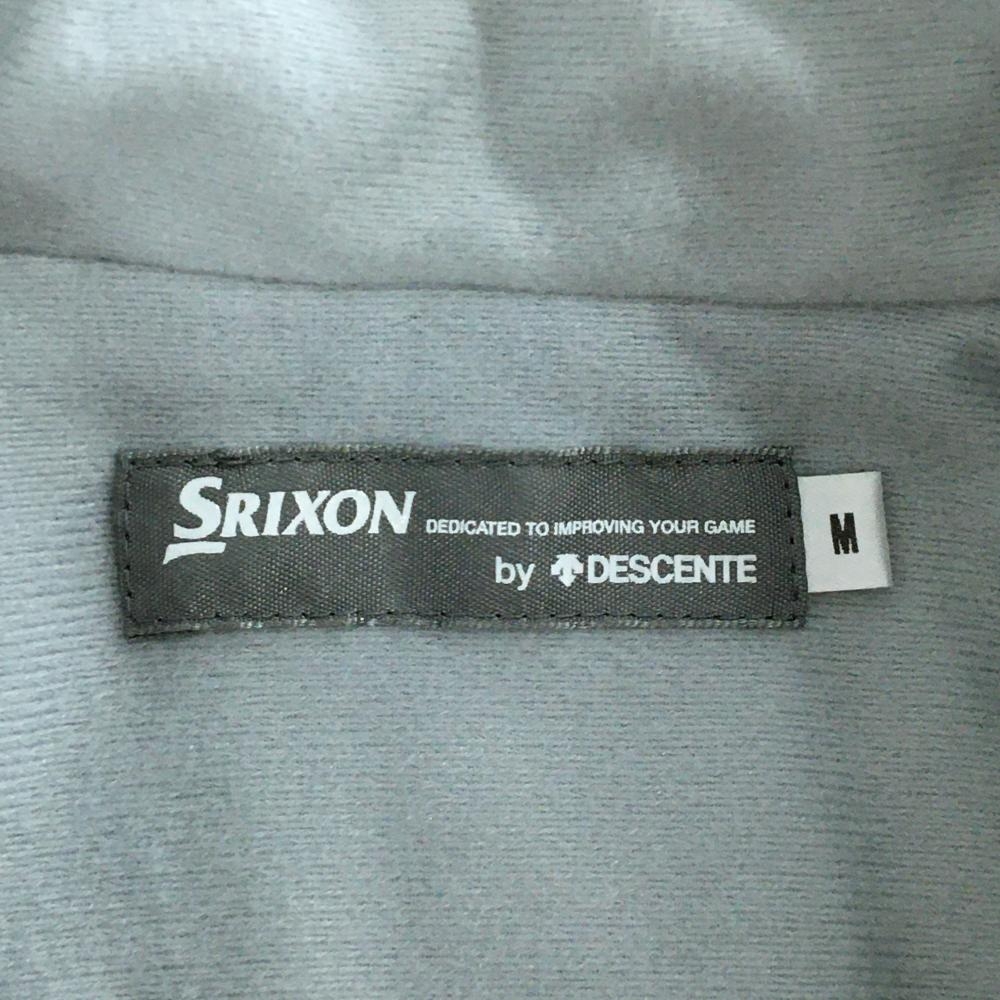 SRIXON DEDICATED TO IMPROVING YOUR GAME
by DESCENTE
M